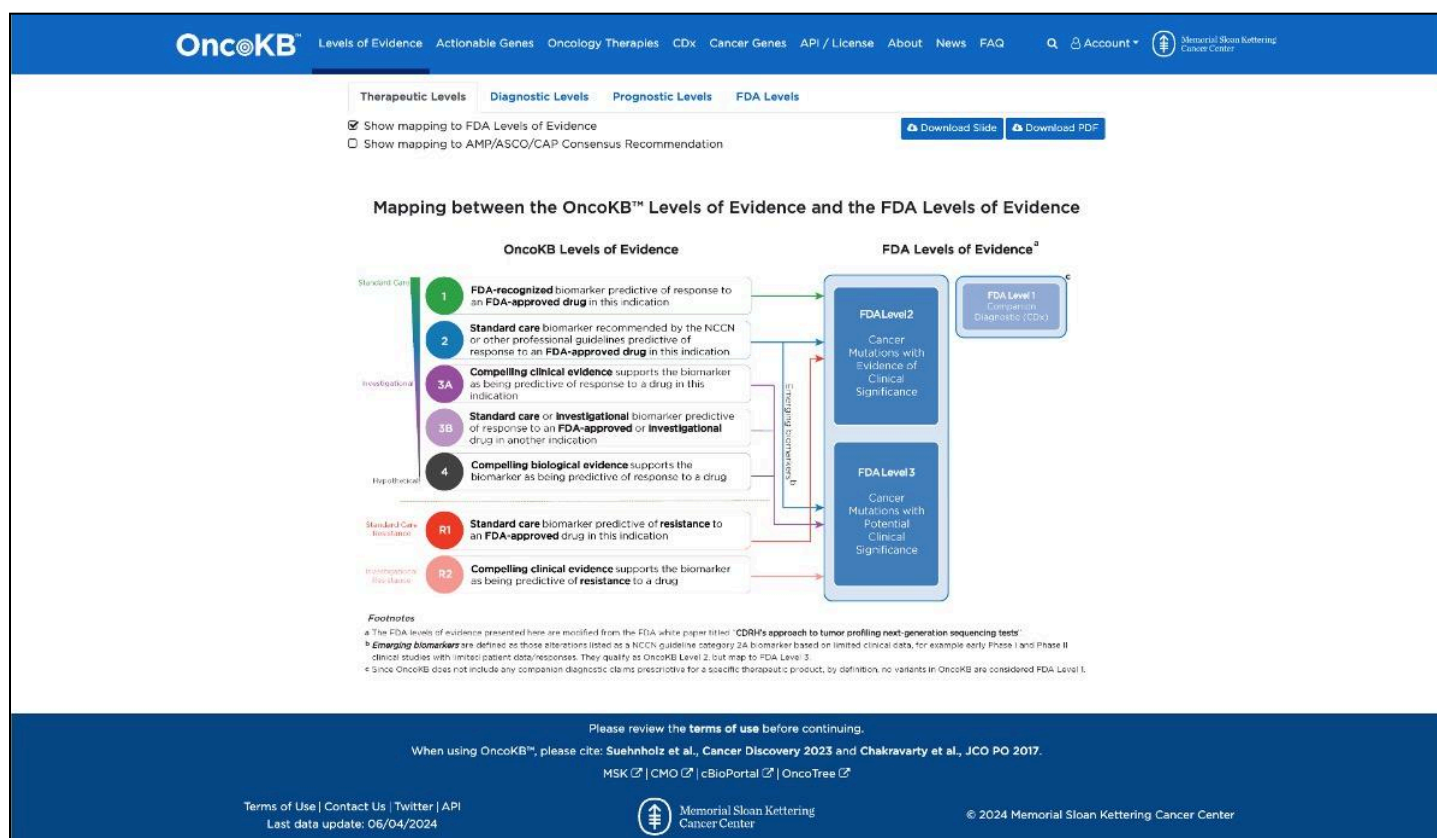 OncoKB™
Levels of Evidence Actionable Genes Oncology Therapies CDx Cancer Genes API / License About News FAQ Account
Memorial Sloan Kettering
Cancer Center
Therapeutic Levels Diagnostic Levels Prognostic Levels FDA Levels
Show mapping to FDA Levels of Evidence
Download Slide Download PDF
Show mapping to AMP/ASCO/CAP Consensus Recommendation
Mapping between the OncoKB™ Levels of Evidence and the FDA Levels of Evidence
OncoKB Levels of Evidence
Standard Care
1
FDA-recognized biomarker predictive of response to
an FDA-approved drug in this indication
2
Standard care biomarker recommended by the NCCN
or other professional guidelines predictive of
response to an FDA-approved drug in this indication
Investigational
3A
Compelling clinical evidence supports the biomarker
as being predictive of response to a drug in this
indication
3B
Standard care or investigational biomarker predictive
of response to an FDA-approved or investigational
drug in another indication
Hypothetical
4
Compelling biological evidence supports the
biomarker as being predictive of response to a drug
Standard Care
Resistance
R1
Standard care biomarker predictive of resistance to
an FDA-approved drug in this indication
Investigational
Resistance
R2
Compelling clinical evidence supports the biomarker
as being predictive of resistance to a drug
Emerging biomarkers b
FDA Levels of Evidence a
FDA Level 2
Cancer
Mutations with
Evidence of
Clinical
Significance
FDA Level 3
Cancer
Mutations with
Potential
Clinical
Significance
c
FDA Level 1
Companion
Diagnostic (CDx)
Footnotes
a The FDA levels of evidence presented here are modified from the FDA white paper titled "CDRH's approach to tumor profiling next-generation sequencing tests"
b Emerging biomarkers are defined as those alterations listed as a NCCN guideline category 2A biomarker based on limited clinical data, for example early Phase I and Phase II
clinical studies with limited patient data/responses. They qualify as OncoKB Level 2, but map to FDA Level 3
c Since OncoKB does not include any companion diagnostic claims prescriptive for a specific therapeutic product, by definition, no variants in OncoKB are considered FDA Level 1.
Please review the terms of use before continuing.
When using OncoKB™, please cite: Suehnholz et al., Cancer Discovery 2023 and Chakravarty et al., JCO PO 2017.
MSK | CMO | cBioPortal | OncoTree
Terms of Use | Contact Us | Twitter | API
Last data update: 06/04/2024
Memorial Sloan Kettering
Cancer Center
© 2024 Memorial Sloan Kettering Cancer Center